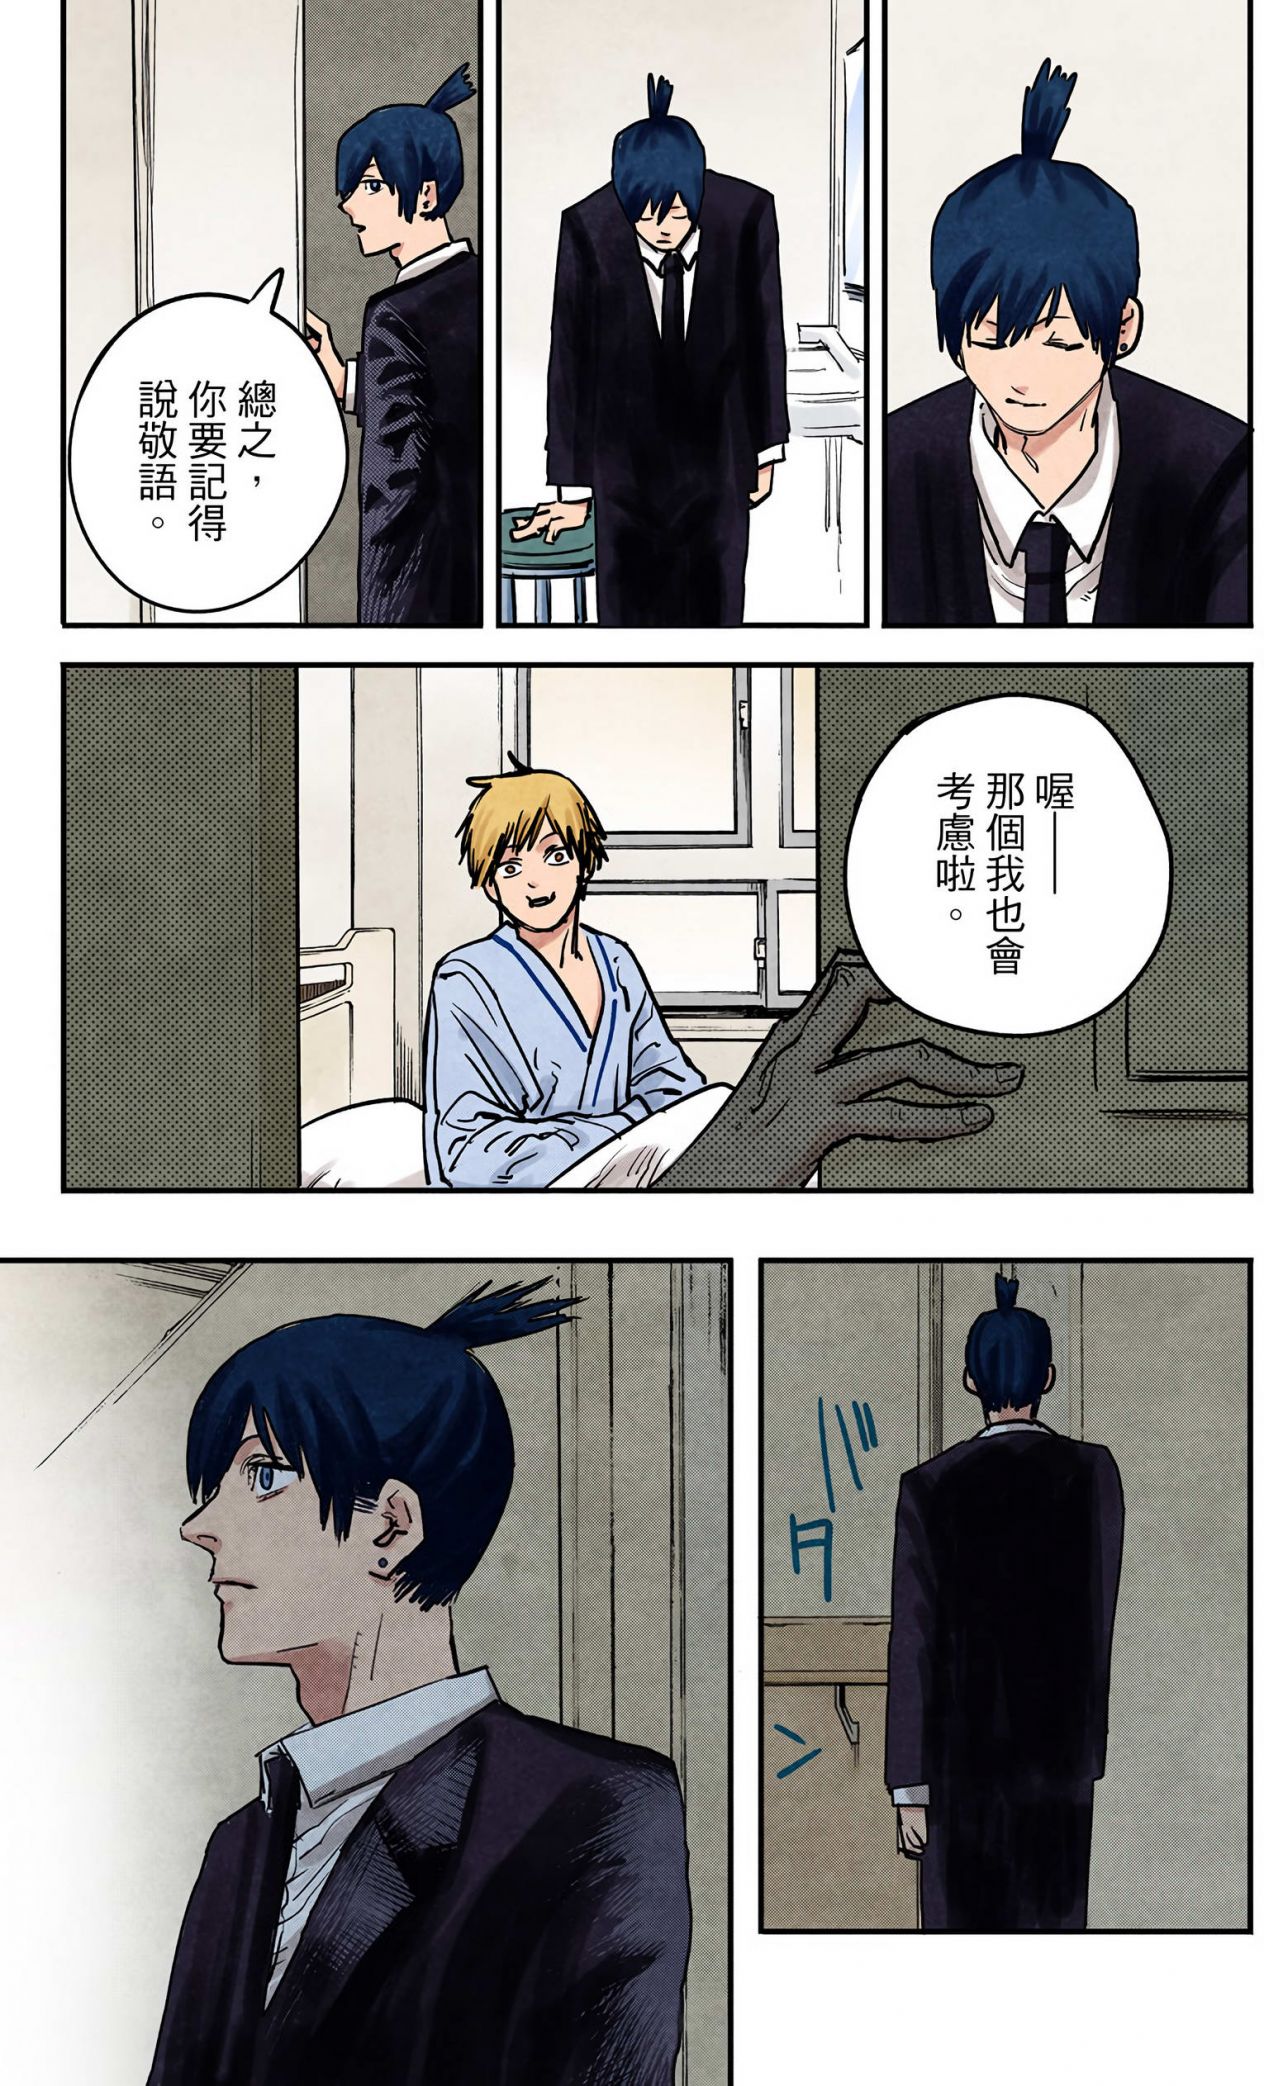 總之，
你要記得
說敬語。
喔——
那個我也會
考慮啦。
バタン